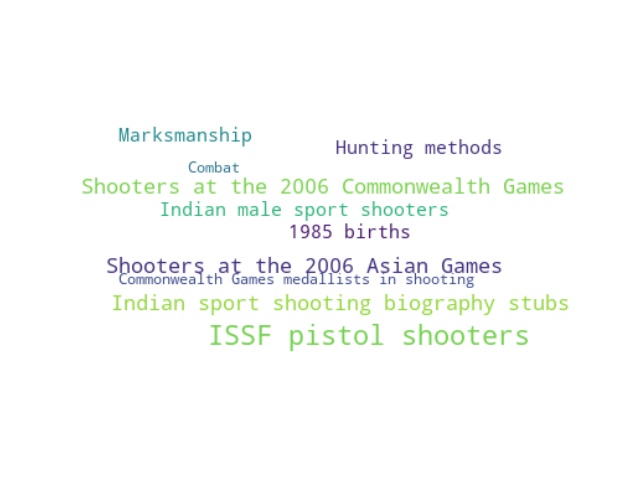 Marksmanship
Hunting methods
Combat
Shooters at the 2006 Commonwealth Games
Indian male sport shooters
1985 births
Shooters at the 2006 Asian Games
Commonwealth Games medallists in shooting
Indian sport shooting biography stubs
ISSF pistol shooters